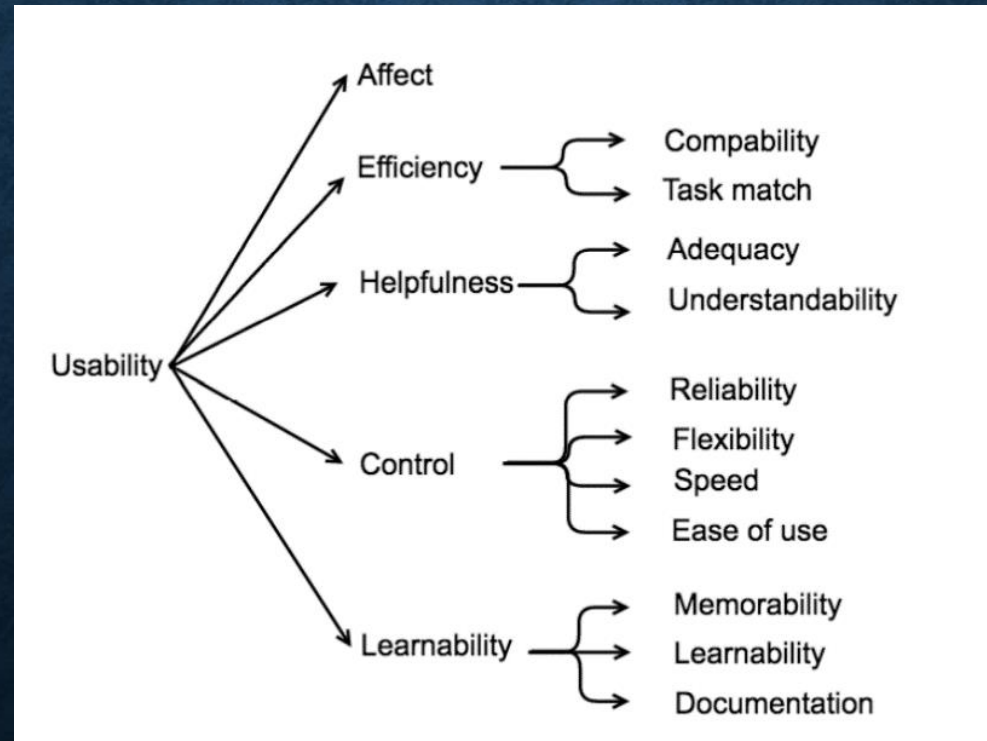 Affect
Efficiency
Compability
Task match
Helpfulness
Adequacy
Understandability
Usability
Control
Reliability
Flexibility
Speed
Ease of use
Learnability
Memorability
Learnability
Documentation